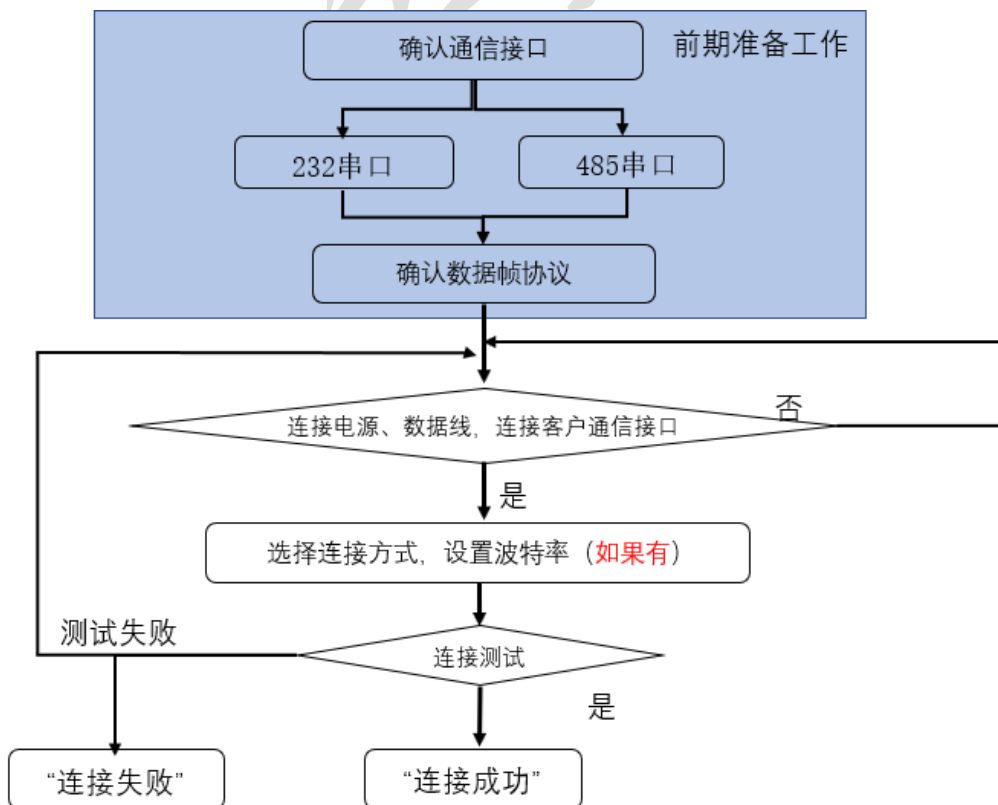 确认通信接口
前期准备工作
232串口
485串口
确认数据帧协议
连接电源、数据线，连接客户通信接口
否
是
选择连接方式，设置波特率（如果有）
测试失败
连接测试
是
“连接失败”
“连接成功”